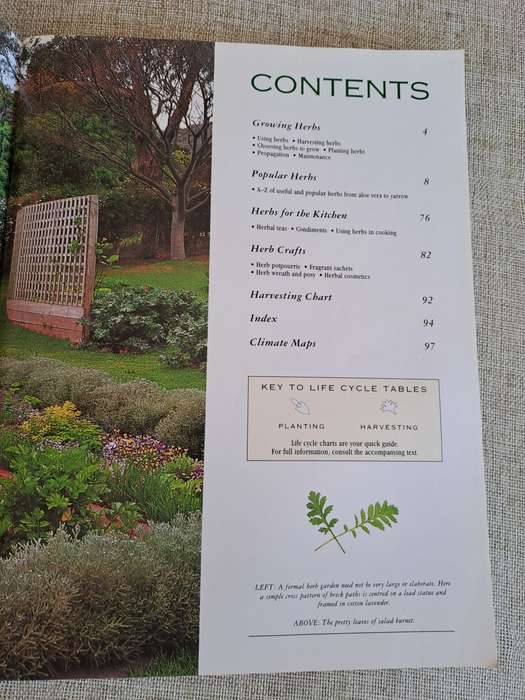 CONTENTS
Growing Herbs 4
• Using herbs • Harvesting herbs
• Choosing herbs to grow • Planting herbs
• Propagation • Maintenance
Popular Herbs 8
• A–Z of useful and popular herbs from aloe vera to yarrow
Herbs for the Kitchen 76
• Herbal teas • Condiments • Using herbs in cooking
Herb Crafts 82
• Herb potpourris • Fragrant sachets
• Herb wreath and posy • Herbal cosmetics
Harvesting Chart 92
Index 94
Climate Maps 97
KEY TO LIFE CYCLE TABLES
PLANTING HARVESTING
Life cycle charts are your quick guide.
For full information, consult the accompanying text.
LEFT: A formal herb garden need not be very large or elaborate. Here
a simple cross pattern of brick paths is centred on a lead statue and
framed in cotton lavender.
ABOVE: The pretty leaves of salad burnet.